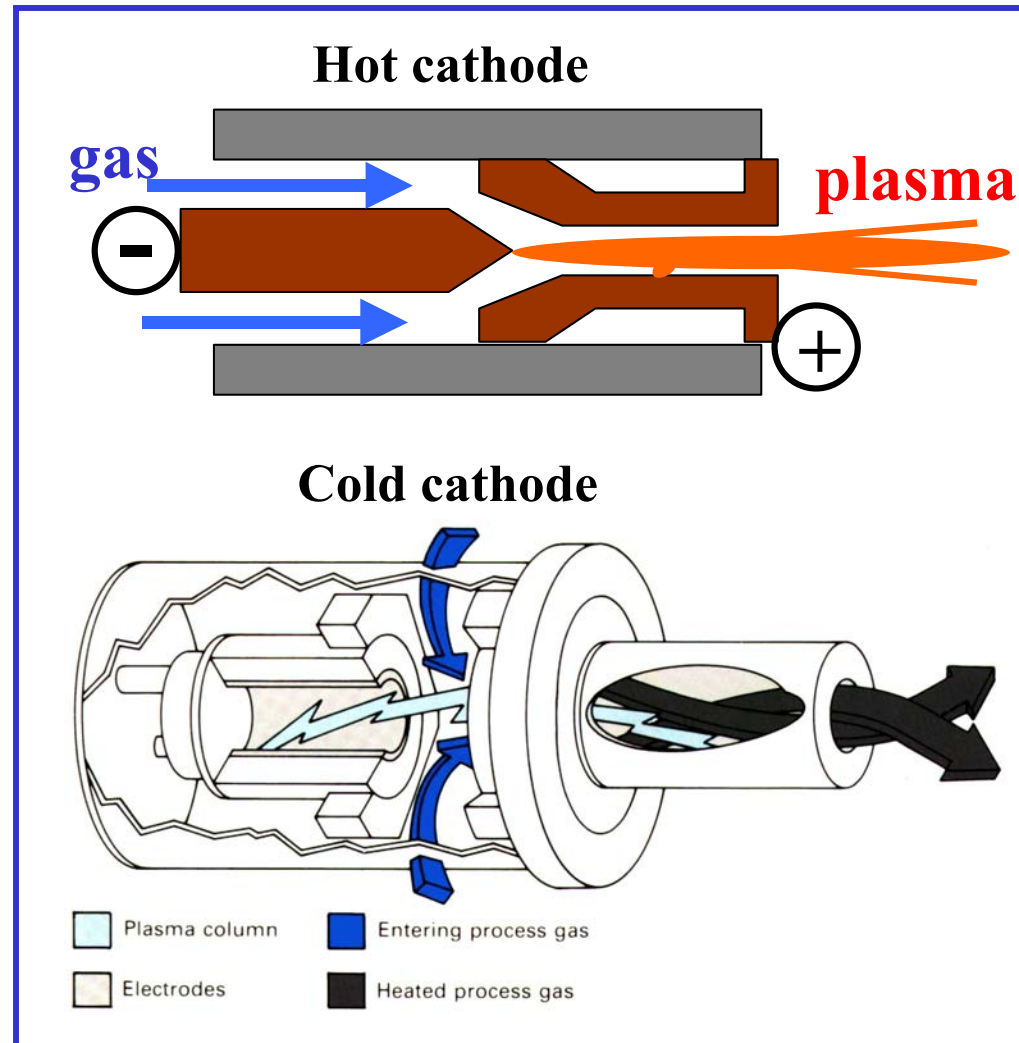 Hot cathode
gas
plasma
-
+
Cold cathode
Plasma column
Entering process gas
Electrodes
Heated process gas